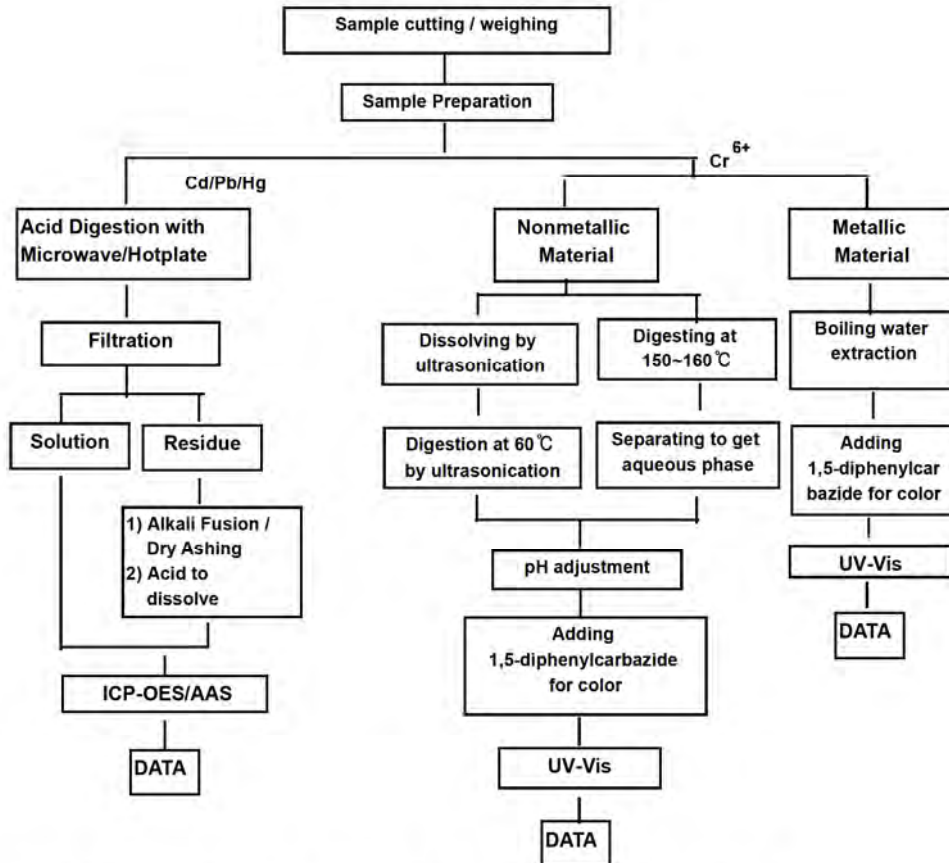 Sample cutting / weighing
Sample Preparation
Cr 6+
Cd/Pb/Hg
Acid Digestion with
Microwave/Hotplate
Nonmetallic
Material
Metallic
Material
Filtration
Dissolving by
ultrasonication
Digesting at
150~160℃
Boiling water
extraction
Solution
Residue
Digestion at 60℃
by ultrasonication
Separating to get
aqueous phase
Adding
1,5-diphenylcar
bazide for color
1) Alkali Fusion /
Dry Ashing
2) Acid to
dissolve
pH adjustment
UV-Vis
DATA
Adding
1,5-diphenylcarbazide
for color
ICP-OES/AAS
UV-Vis
DATA
DATA